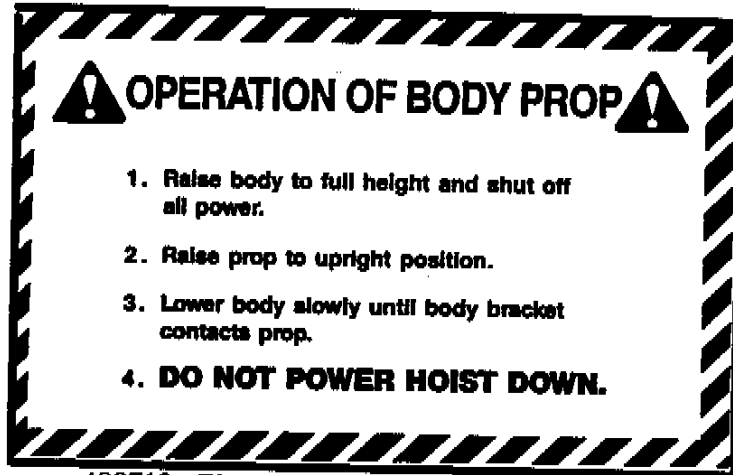 OPERATION OF BODY PROP
1. Raise body to full height and shut off
all power.
2. Raise prop to upright position.
3. Lower body slowly until body bracket
contacts prop.
4. DO NOT POWER HOIST DOWN.